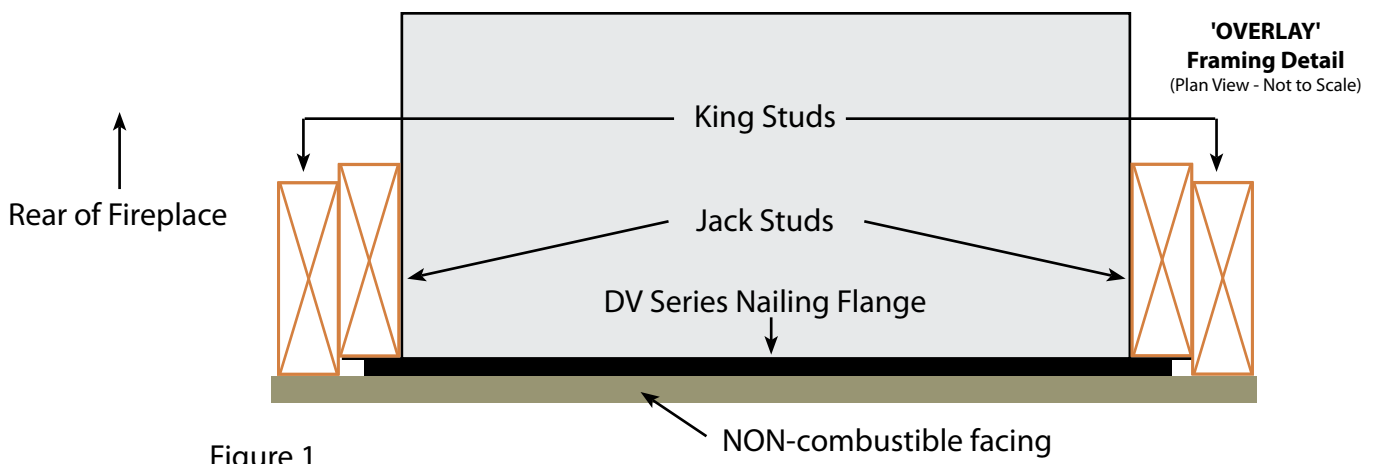 'OVERLAY'
Framing Detail
(Plan View - Not to Scale)
King Studs
Rear of Fireplace
Jack Studs
DV Series Nailing Flange
NON-combustible facing
Figure 1